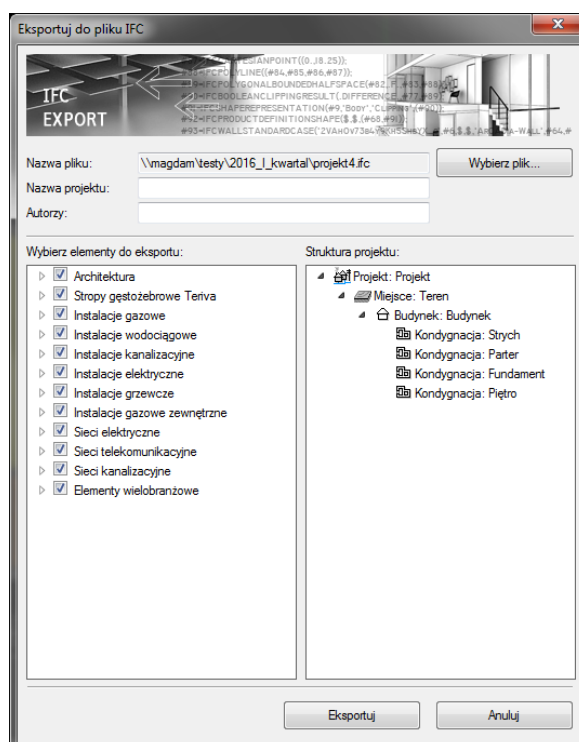 Eksportuj do pliku IFC
IFC
EXPORT
Nazwa pliku: \\magdam\testy\2016_I_kwartal\projekt4.ifc Wybierz plik...
Nazwa projektu:
Autorzy:
Wybierz elementy do eksportu: Struktura projektu:
Architektura
Stropy gęstożebrowe Teriva
Instalacje gazowe
Instalacje wodociągowe
Instalacje kanalizacyjne
Instalacje elektryczne
Instalacje grzewcze
Instalacje gazowe zewnętrzne
Sieci elektryczne
Sieci telekomunikacyjne
Sieci kanalizacyjne
Elementy wielobranżowe
Projekt: Projekt
Miejsce: Teren
Budynek: Budynek
Kondygnacja: Strych
Kondygnacja: Parter
Kondygnacja: Fundament
Kondygnacja: Piętro
Eksportuj Anuluj